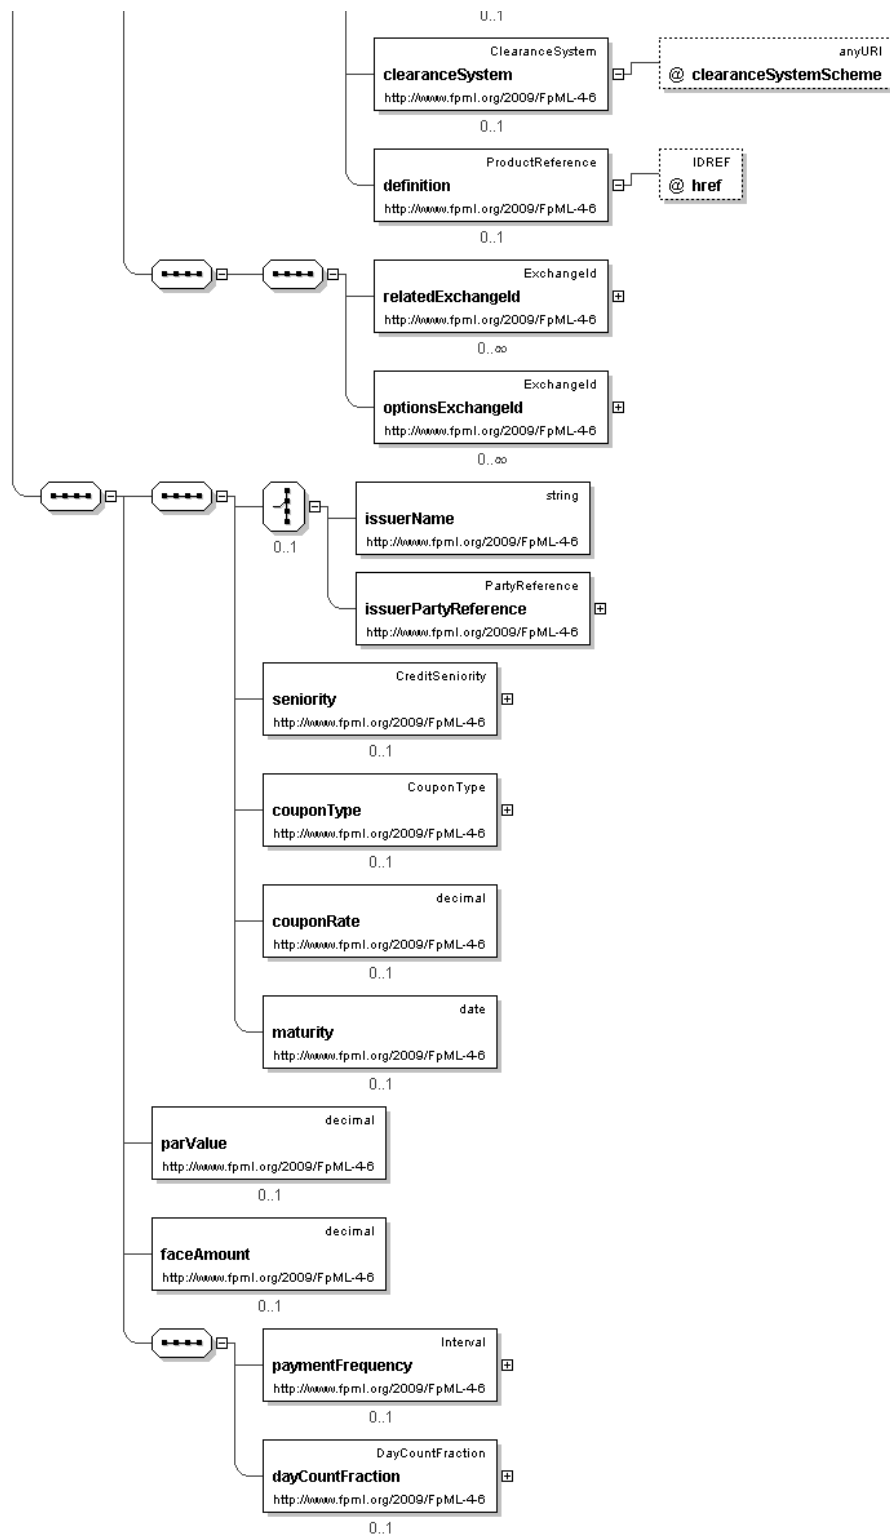 0..1
ClearanceSystem
clearanceSystem
http://www.fpml.org/2009/FpML-4-6
anyURI
@ clearanceSystemScheme
0..1
ProductReference
definition
http://www.fpml.org/2009/FpML-4-6
IDREF
@ href
0..1
ExchangeId
relatedExchangeId
http://www.fpml.org/2009/FpML-4-6
0..∞
ExchangeId
optionsExchangeId
http://www.fpml.org/2009/FpML-4-6
0..∞
string
issuerName
http://www.fpml.org/2009/FpML-4-6
0..1
PartyReference
issuerPartyReference
http://www.fpml.org/2009/FpML-4-6
CreditSeniority
seniority
http://www.fpml.org/2009/FpML-4-6
0..1
CouponType
couponType
http://www.fpml.org/2009/FpML-4-6
0..1
decimal
couponRate
http://www.fpml.org/2009/FpML-4-6
0..1
date
maturity
http://www.fpml.org/2009/FpML-4-6
0..1
decimal
parValue
http://www.fpml.org/2009/FpML-4-6
0..1
decimal
faceAmount
http://www.fpml.org/2009/FpML-4-6
0..1
Interval
paymentFrequency
http://www.fpml.org/2009/FpML-4-6
0..1
DayCountFraction
dayCountFraction
http://www.fpml.org/2009/FpML-4-6
0..1